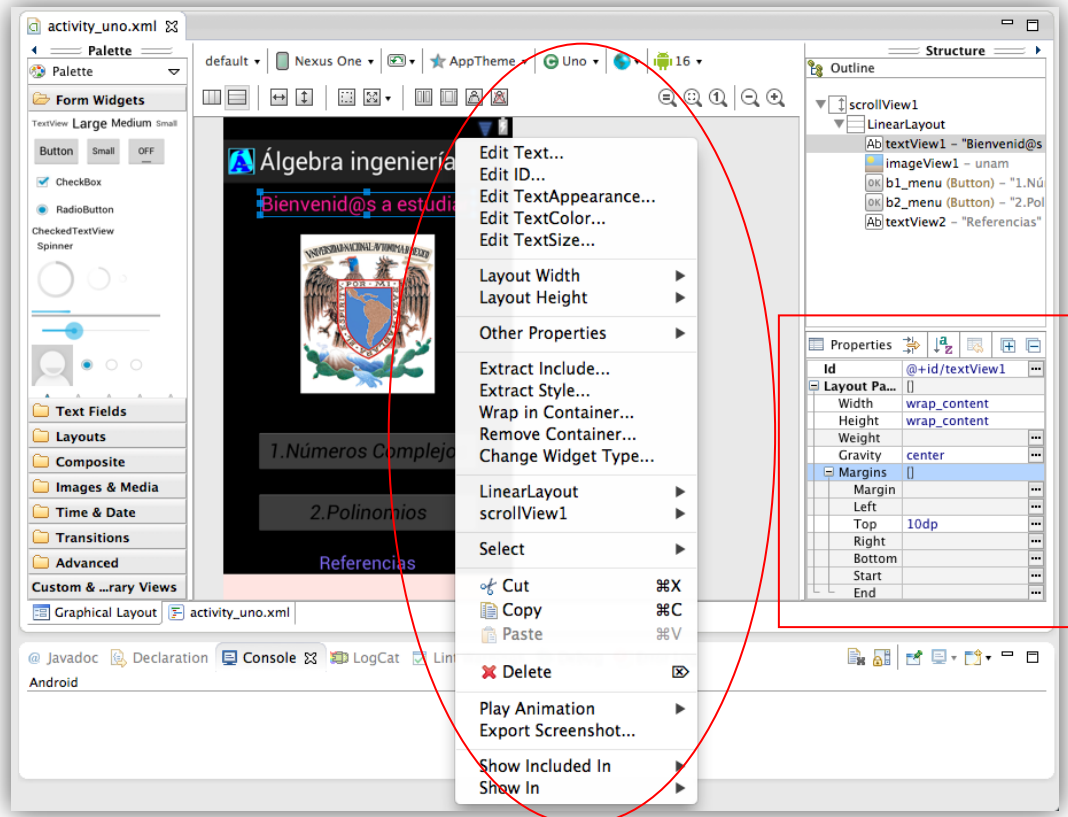 activity_uno.xml
Palette
Palette
Form Widgets
TextView Large Medium Small
Button Small OFF
CheckBox
RadioButton
CheckedTextView
Spinner
Text Fields
Layouts
Composite
Images & Media
Time & Date
Transitions
Advanced
Custom & ...rary Views
Graphical Layout activity_uno.xml
default Nexus One AppTheme Uno 16
Álgebra ingeniería
Bienvenid@s a estudia
1.Números Complejo
2.Polinomios
Referencias
Edit Text...
Edit ID...
Edit TextAppearance...
Edit TextColor...
Edit TextSize...
Layout Width
Layout Height
Other Properties
Extract Include...
Extract Style...
Wrap in Container...
Remove Container...
Change Widget Type...
LinearLayout
scrollView1
Select
Cut ⌘X
Copy ⌘C
Paste ⌘V
Delete
Play Animation
Export Screenshot...
Show Included In
Show In
Structure
Outline
scrollView1
LinearLayout
Ab textView1 - "Bienvenid@s
imageView1 - unam
OK b1_menu (Button) - "1.Nú
OK b2_menu (Button) - "2.Pol
Ab textView2 - "Referencias"
Properties
Id @+id/textView1
Layout Pa... []
Width wrap_content
Height wrap_content
Weight
Gravity center
Margins []
Margin
Left
Top 10dp
Right
Bottom
Start
End
@ Javadoc Declaration Console LogCat Lint
Android